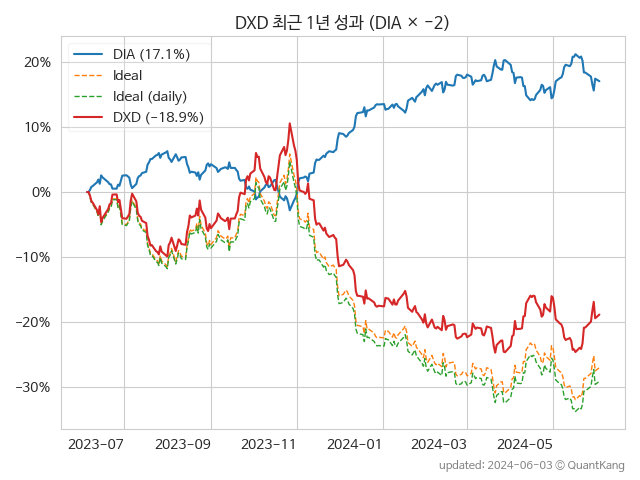 DXD 최근 1년 성과 (DIA × -2)
DIA (17.1%)
Ideal
Ideal (daily)
DXD (-18.9%)
20%
10%
0%
-10%
-20%
-30%
2023-07
2023-09
2023-11
2024-01
2024-03
2024-05
updated: 2024-06-03 ⓒ QuantKang